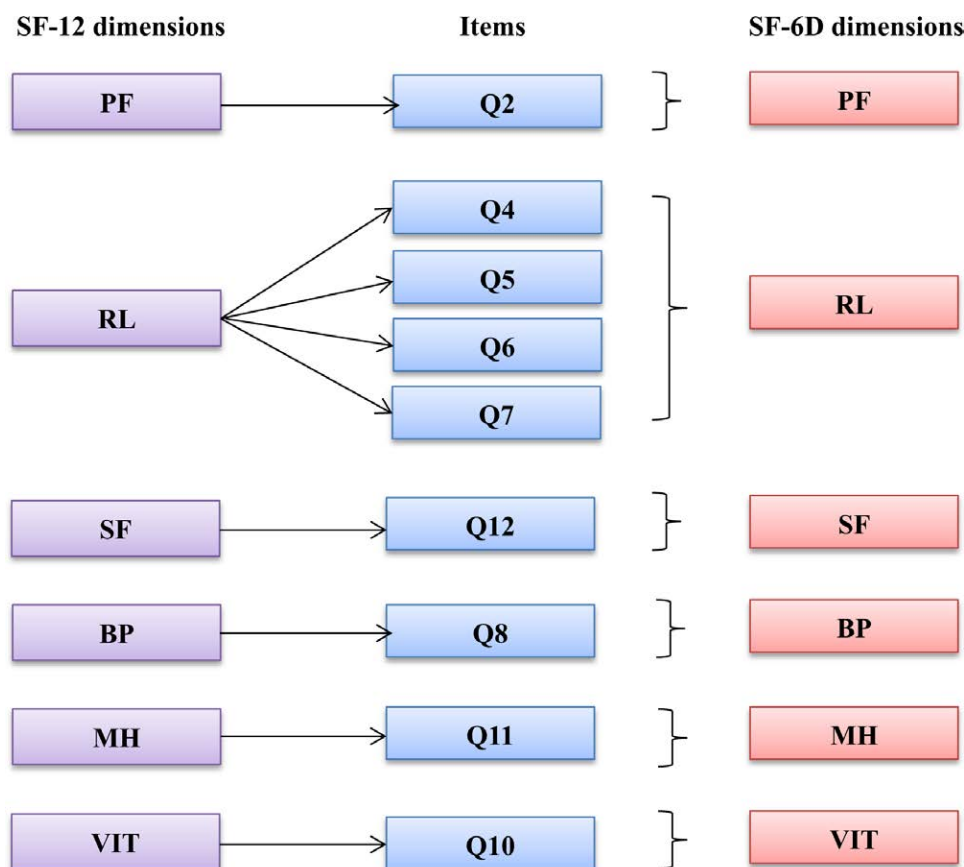 SF-12 dimensions Items SF-6D dimensions
PF Q2 PF
Q4
Q5
RL RL
Q6
Q7
SF Q12 SF
BP Q8 BP
MH Q11 MH
VIT Q10 VIT